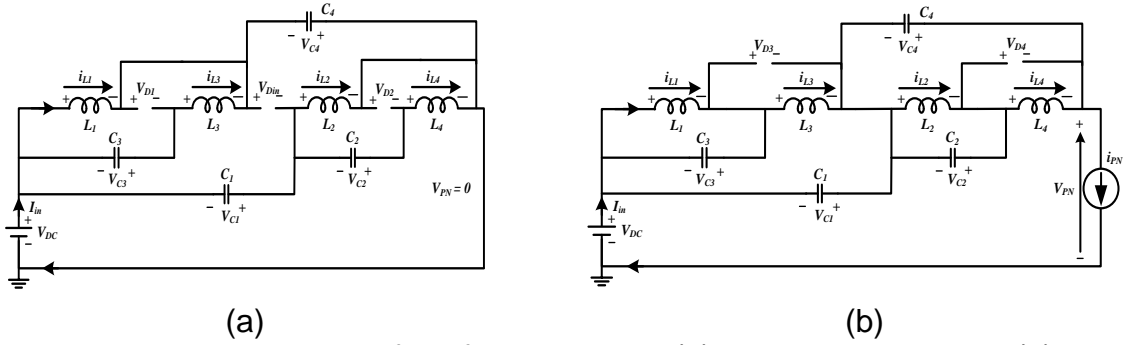 C4
− VC4 +
iL1 VD1 iL3 VDin iL2 VD2 iL4
+ − + − + − + − + − + − + −
L1 L3 L2 L4
C3 C2
− VC3 + − VC2 +
C1
− VC1 +
VPN = 0
Iin
+
VDC
−
(a)
C4
− VC4 +
+ VD3 − + VD4 −
iL1 iL3 iL2 iL4
+ − + − + − + −
L1 L3 L2 L4
C3 C2
− VC3 + − VC2 +
C1
− VC1 +
+
VPN
−
iPN
Iin
+
VDC
−
(b)